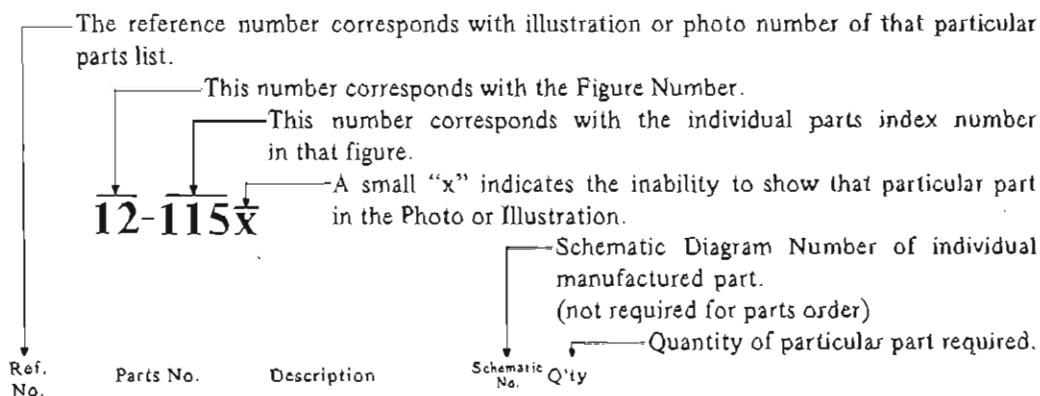 The reference number corresponds with illustration or photo number of that particular
parts list.
This number corresponds with the Figure Number.
This number corresponds with the individual parts index number
in that figure.
A small “x” indicates the inability to show that particular part
in the Photo or Illustration.
12-115x
Schematic Diagram Number of individual
manufactured part.
(not required for parts order)
Quantity of particular part required.
Ref. No. Parts No. Description Schematic No. Q'ty